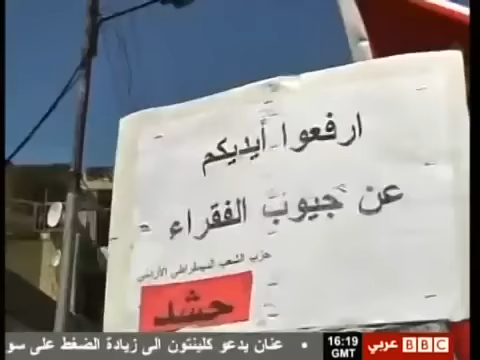 ارفعوا أيديكم
عن جيوب الفقراء
حزب الشعب الديمقراطي الأردني
حشد
عنان يدعو كلينتون الى زيادة الضغط على سو
16:19
GMT
BBC عربي